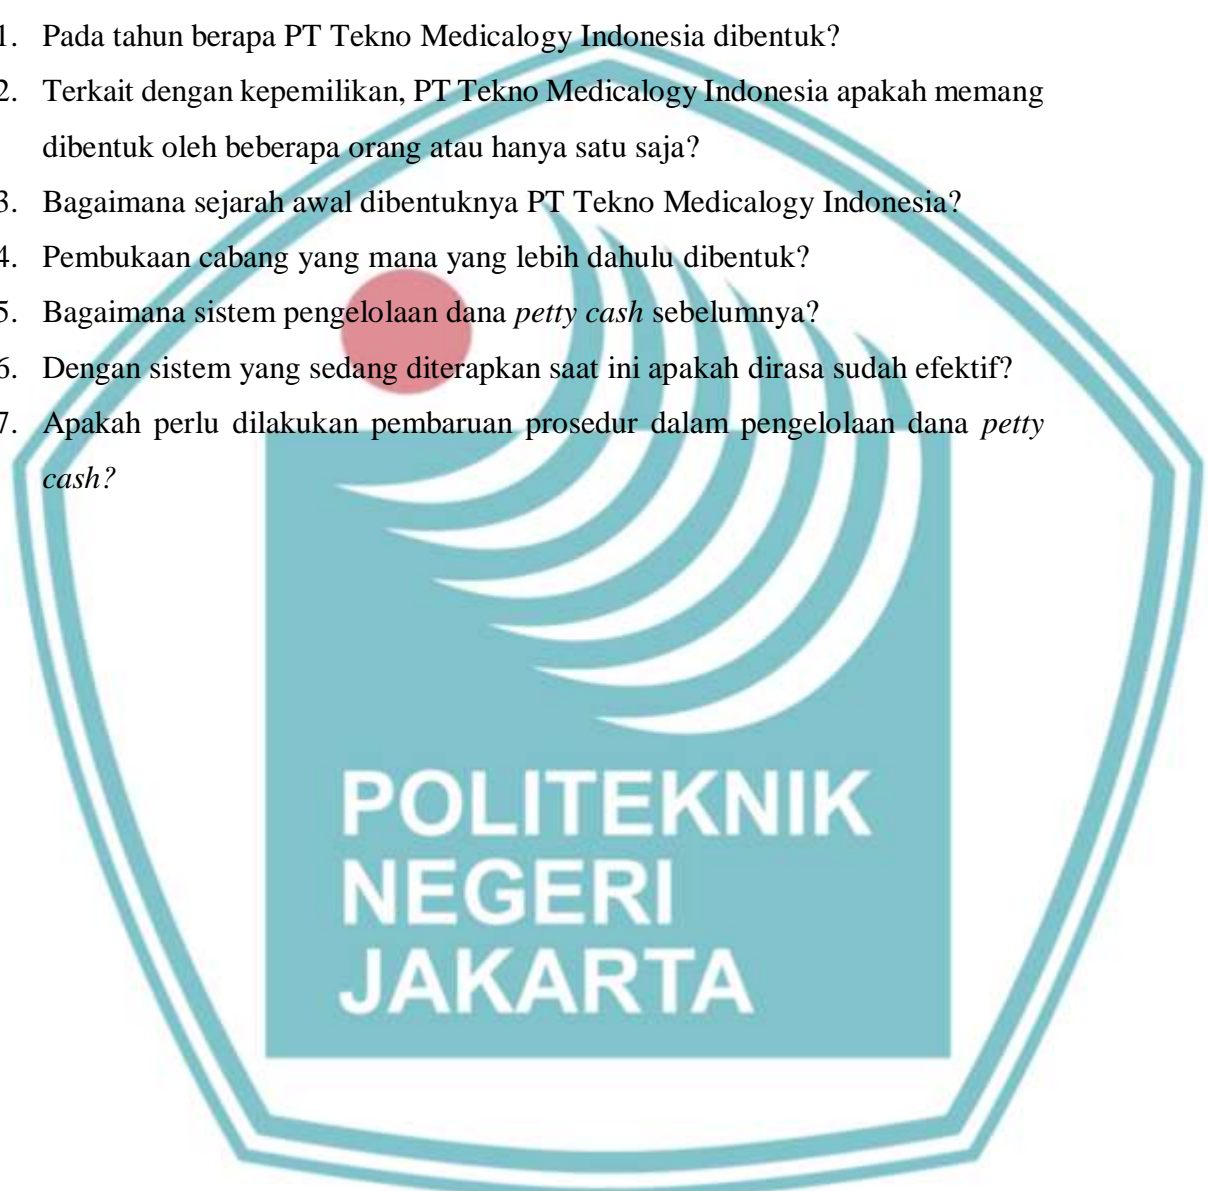 1. Pada tahun berapa PT Tekno Medicalogy Indonesia dibentuk?
2. Terkait dengan kepemilikan, PT Tekno Medicalogy Indonesia apakah memang
dibentuk oleh beberapa orang atau hanya satu saja?
3. Bagaimana sejarah awal dibentuknya PT Tekno Medicalogy Indonesia?
4. Pembukaan cabang yang mana yang lebih dahulu dibentuk?
5. Bagaimana sistem pengelolaan dana petty cash sebelumnya?
6. Dengan sistem yang sedang diterapkan saat ini apakah dirasa sudah efektif?
7. Apakah perlu dilakukan pembaruan prosedur dalam pengelolaan dana petty
cash?
POLITEKNIK
NEGERI
JAKARTA